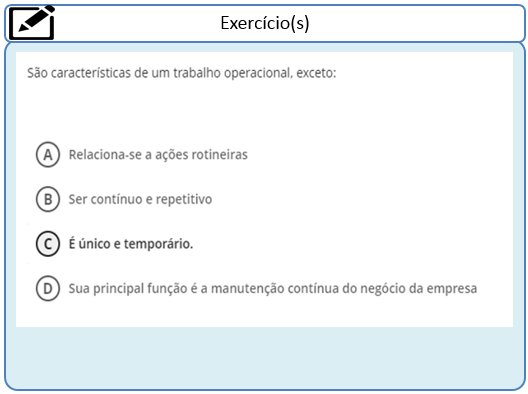 Exercício(s)
São características de um trabalho operacional, exceto:
A Relaciona-se a ações rotineiras
B Ser contínuo e repetitivo
C É único e temporário.
D Sua principal função é a manutenção contínua do negócio da empresa